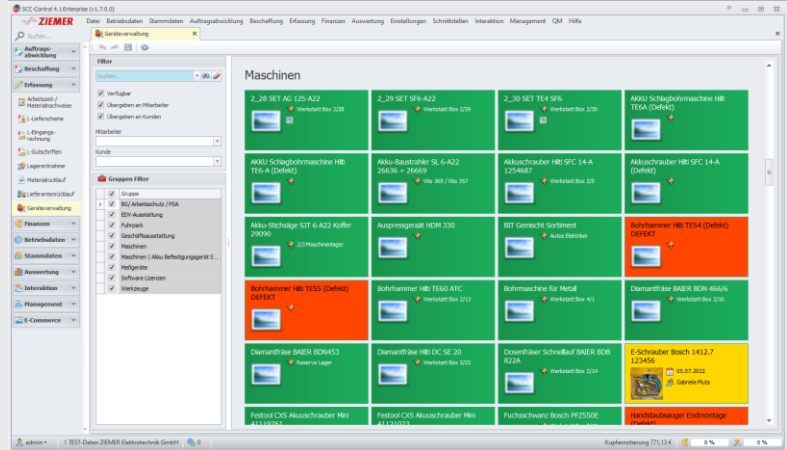 SCC-Control 4.1 Enterprise (v1.7.0.0)
ZIEMER
Datei Betriebsdaten Stammdaten Auftragsabwicklung Beschaffung Erfassung Finanzen Auswertung Einstellungen Schnittstellen Interaktion Management QM Hilfe
Suchen...
Geräteverwaltung
Auftrags-
abwicklung
Beschaffung
Erfassung
Arbeitszeit-/
Materialnachweise
L-Lieferscheine
L-Eingangs-
rechnung
L-Gutschriften
Lagerentnahme
Materialrücklauf
Lieferantenrücklauf
Geräteverwaltung
Finanzen
Betriebsdaten
Stammdaten
Auswertung
Interaktion
Management
E-Commerce
Filter
Suchen...
Verfügbar
Übergeben an Mitarbeiter
Übergeben an Kunden
Mitarbeiter
Kunde
Gruppen Filter
Gruppe
BG/ Arbeitsschutz / PSA
EDV-Ausstattung
Fuhrpark
Geschäftsausstattung
Maschinen
Maschinen | Akku Befestigungsgerät S...
Meßgeräte
Software Lizenzen
Werkzeuge
Maschinen
2_28 SET AG 125-A22
Werkstatt Box 2/28
2_29 SET SF6-A22
Werkstatt Box 2/29
2_30 SET TE4 SF6
Werkstatt Box 2/30
AKKU Schlagbohrmaschine Hilti
TE6A (Defekt)
AKKU Schlagbohrmaschine Hilti
TE6-A (Defekt)
Akku-Baustrahler SL 6-A22
26636 + 26669
Vito 369 / Vito 357
Akkuschrauber Hilti SFC 14-A
1254687
Werkstatt Box 2/5
Akkuschrauber Hilti SFC 14-A
(Defekt)
Akku-Stichsäge SJT 6-A22 Koffer
29090
2/3 Maschinenlager
Auspressgerät HDM 330
BIT Gemischt Sortiment
Autos Elektriker
Bohrhammer Hilti TE54 (Defekt)
DEFEKT
Bohrhammer Hilti TE55 (Defekt)
DEFEKT
Bohrhammer Hilti TE60 ATC
Werkstatt Box 2/13
Bohrmaschine für Metall
Werkstatt Box 4/1
Diamantfräse BAIER BDN 466/6
Werkstatt Box 2/16
Diamantfräse BAIER BDN453
Reserve Lager
Diamantfräse Hilti DC SE 20
Werkstatt Box 2/22
Dosenfräser Schnellauf BAIER BDB
822A
Werkstatt Box 2/14
E-Schrauber Bosch 1412.7
123456
05.07.2022
Gabriela Pluta
Festool CXS Akkuschrauber Mini
41119761
Festool CXS Akkuschrauber Mini
41121023
Fuchsschwanz Bosch PFZ550E
Handstaubsauger Endmontage
(Defekt)
admin
1 TEST-Daten ZIEMER Elektrotechnik GmbH
0
Kupfernotierung 771,13 €
0 %
0 %